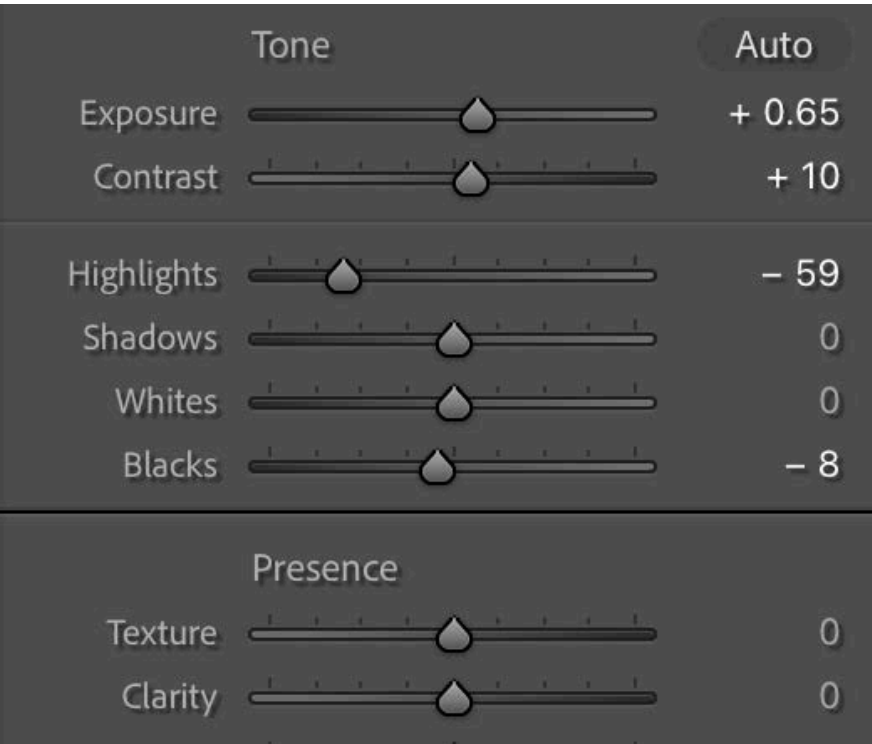 Tone Auto
Exposure + 0.65
Contrast + 10
Highlights – 59
Shadows 0
Whites 0
Blacks – 8
Presence
Texture 0
Clarity 0